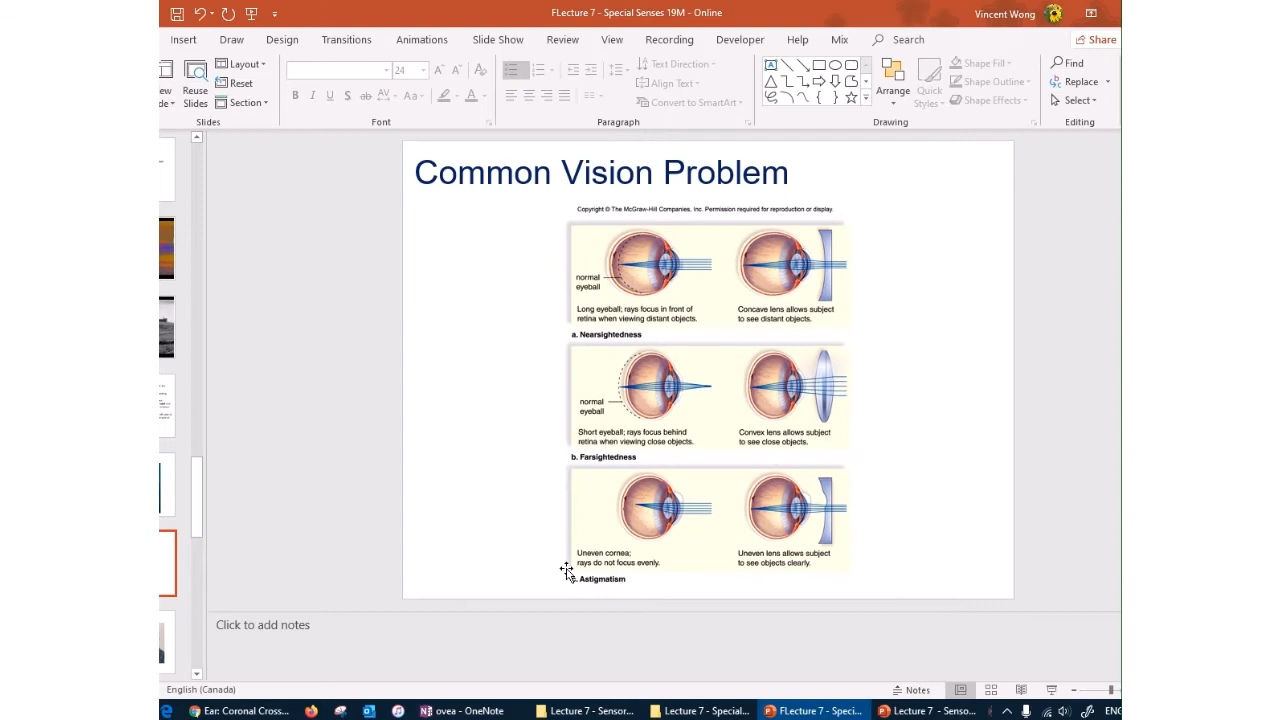 FLecture 7 - Special Senses 19M - Online
Vincent Wong
Insert Draw Design Transitions Animations Slide Show Review View Recording Developer Help Mix Search Share
Layout
Reset
Section
Reuse
Slides
Slides
24
B I U S ab AV Aa A
Font
Text Direction
Align Text
Convert to SmartArt
Paragraph
Arrange
Quick
Styles
Shape Fill
Shape Outline
Shape Effects
Drawing
Find
Replace
Select
Editing
Common Vision Problem
Copyright © The McGraw-Hill Companies, Inc. Permission required for reproduction or display.
normal
eyeball
Long eyeball; rays focus in front of
retina when viewing distant objects.
Concave lens allows subject
to see distant objects.
a. Nearsightedness
normal
eyeball
Short eyeball; rays focus behind
retina when viewing close objects.
Convex lens allows subject
to see close objects.
b. Farsightedness
Uneven cornea;
rays do not focus evenly.
Uneven lens allows subject
to see objects clearly.
Astigmatism
Click to add notes
English (Canada)
Notes
Ear: Coronal Cross...
ovea - OneNote
Lecture 7 - Sensor...
Lecture 7 - Special...
FLecture 7 - Speci...
Lecture 7 - Senso...
ENG